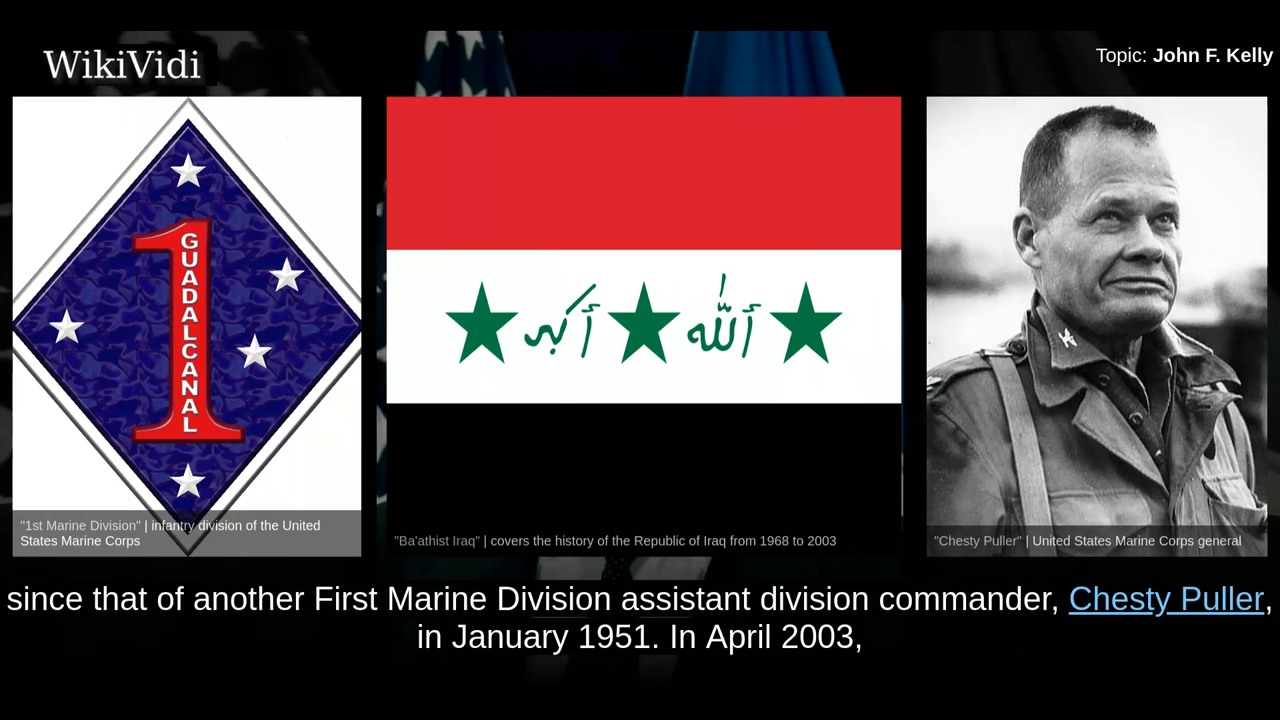 WikiVidi
Topic: John F. Kelly
GUADALCANAL
الله أكبر
"1st Marine Division" | infantry division of the United
States Marine Corps
"Ba'athist Iraq" | covers the history of the Republic of Iraq from 1968 to 2003
"Chesty Puller" | United States Marine Corps general
since that of another First Marine Division assistant division commander, Chesty Puller,
in January 1951. In April 2003,